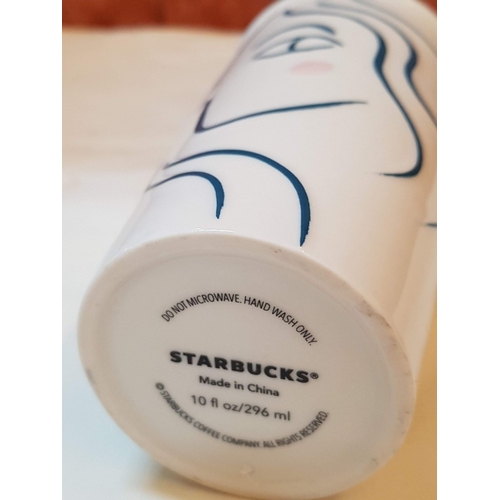 DO NOT MICROWAVE. HAND WASH ONLY.
STARBUCKS®
Made in China
10 fl oz/296 ml
© STARBUCKS COFFEE COMPANY. ALL RIGHTS RESERVED.